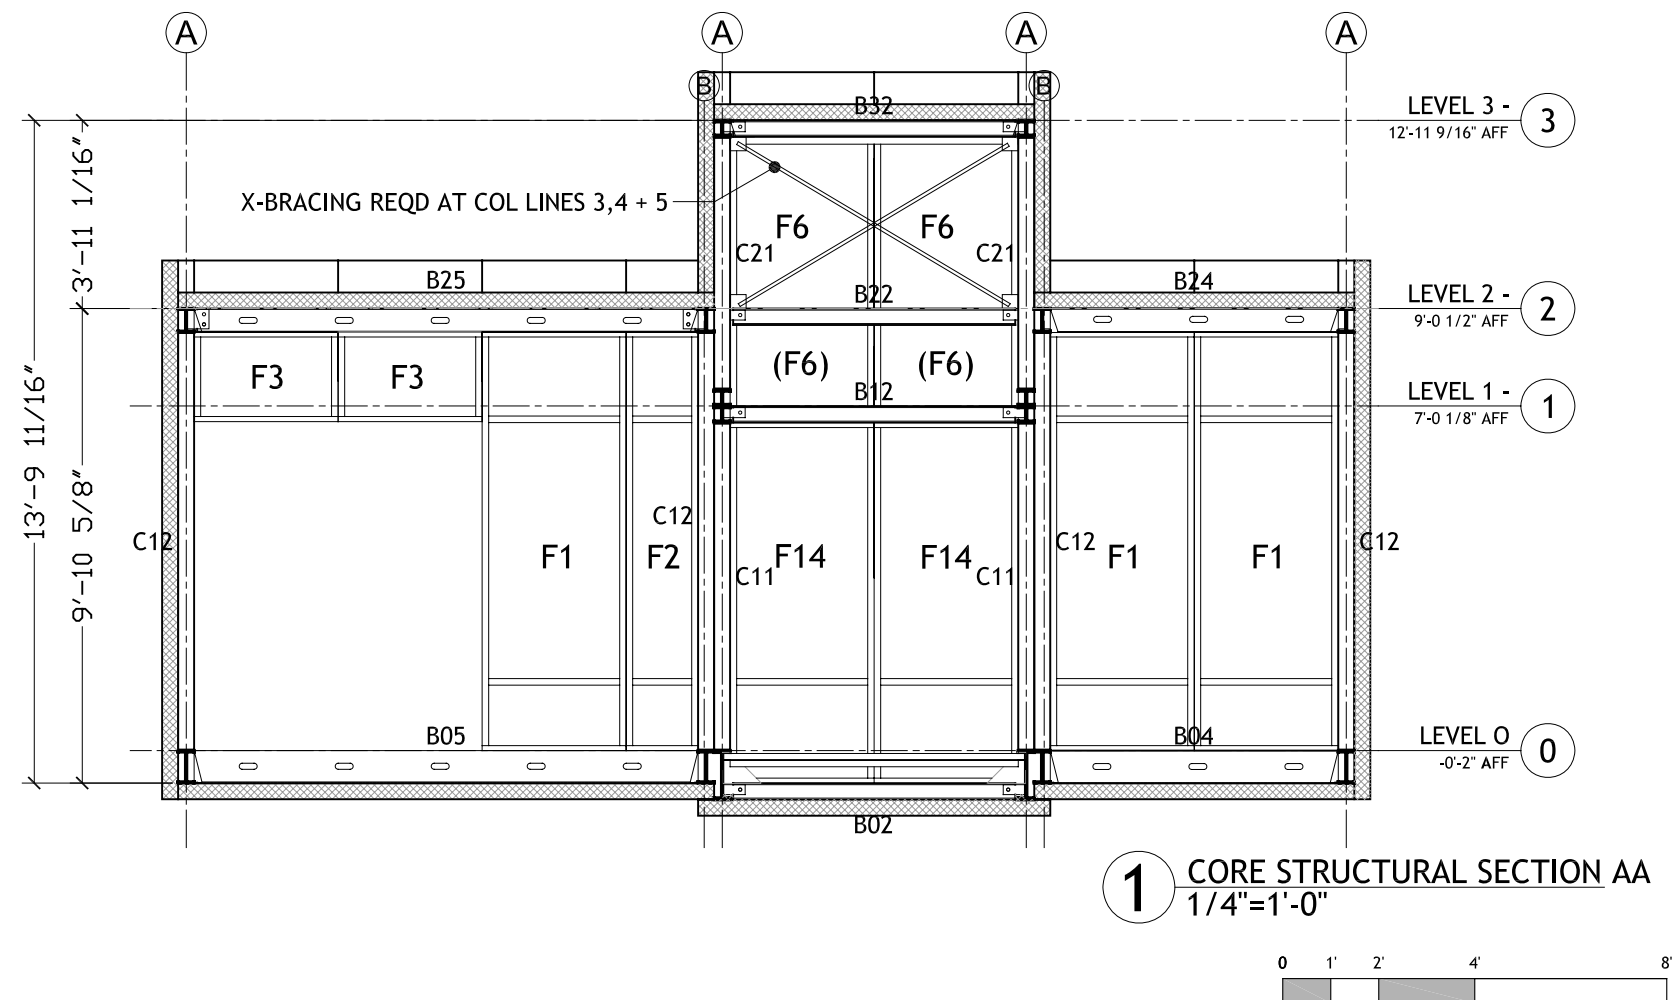 A A A A
B B
B32
LEVEL 3 -
12'-11 9/16" AFF
3
3'-11 1/16"
X-BRACING REQD AT COL LINES 3,4 + 5
F6 F6
C21 C21
B25 B22 B24
LEVEL 2 -
9'-0 1/2" AFF
2
F3 F3 (F6) (F6)
B12
LEVEL 1 -
7'-0 1/8" AFF
1
13'-9 11/16"
9'-10 5/8"
C12 C12 C12 C12
F1 F2 F14 F14 F1 F1
C11 C11
B05 B04
LEVEL O
-0'-2" AFF
0
B02
1 CORE STRUCTURAL SECTION AA
1/4"=1'-0"
0 1' 2' 4' 8'